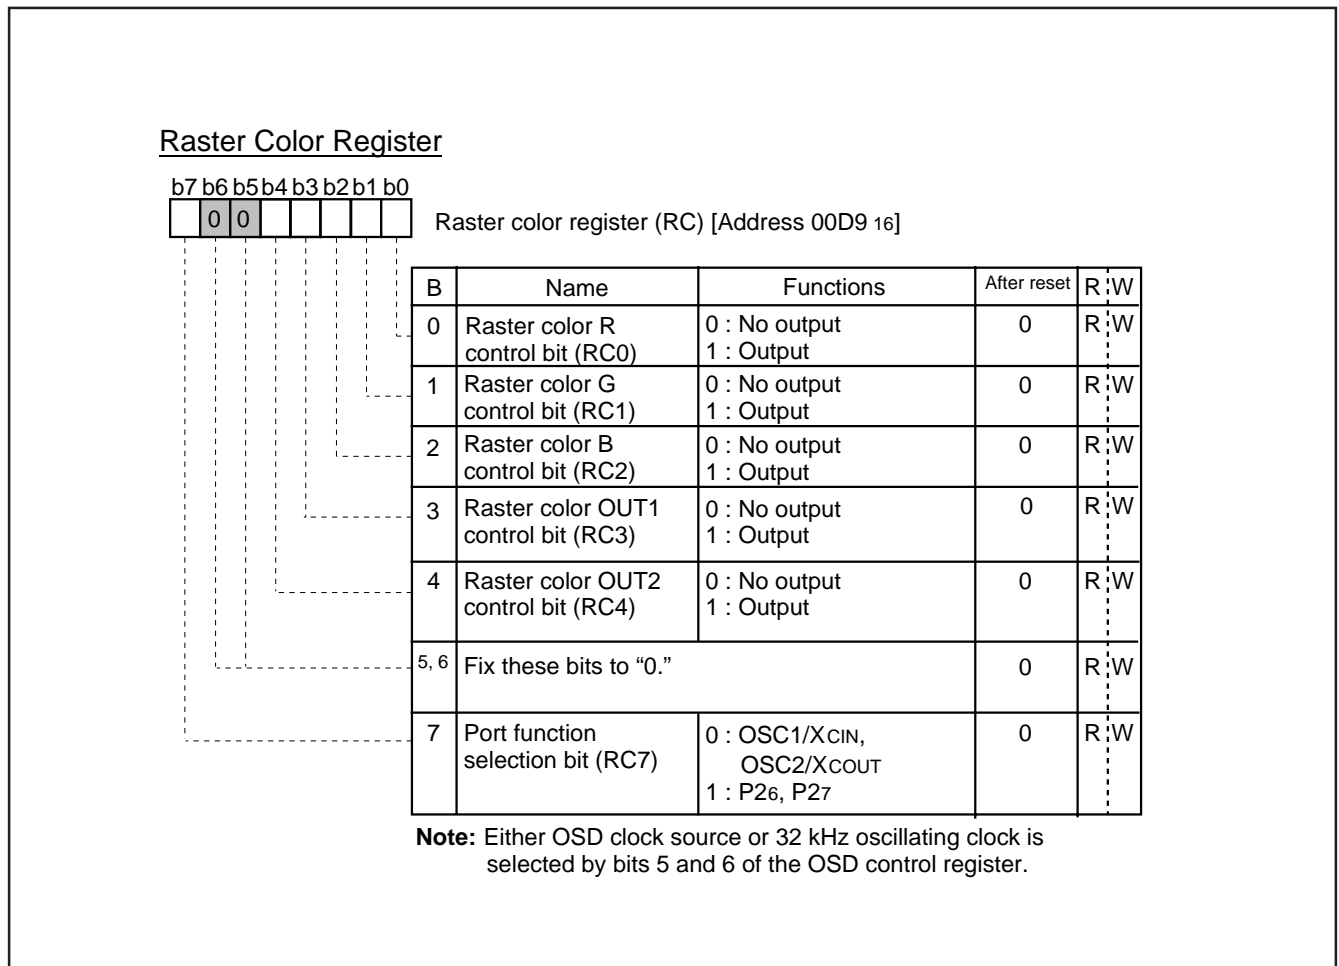 Raster Color Register
b7 b6 b5 b4 b3 b2 b1 b0
0 0
Raster color register (RC) [Address 00D9 16]
B Name Functions After reset R W
0 Raster color R 0 : No output 0 R W
control bit (RC0) 1 : Output
1 Raster color G 0 : No output 0 R W
control bit (RC1) 1 : Output
2 Raster color B 0 : No output 0 R W
control bit (RC2) 1 : Output
3 Raster color OUT1 0 : No output 0 R W
control bit (RC3) 1 : Output
4 Raster color OUT2 0 : No output 0 R W
control bit (RC4) 1 : Output
5, 6 Fix these bits to “0.” 0 R W
7 Port function 0 : OSC1/XCIN, 0 R W
selection bit (RC7) OSC2/XCOUT
1 : P26, P27
Note: Either OSD clock source or 32 kHz oscillating clock is
selected by bits 5 and 6 of the OSD control register.